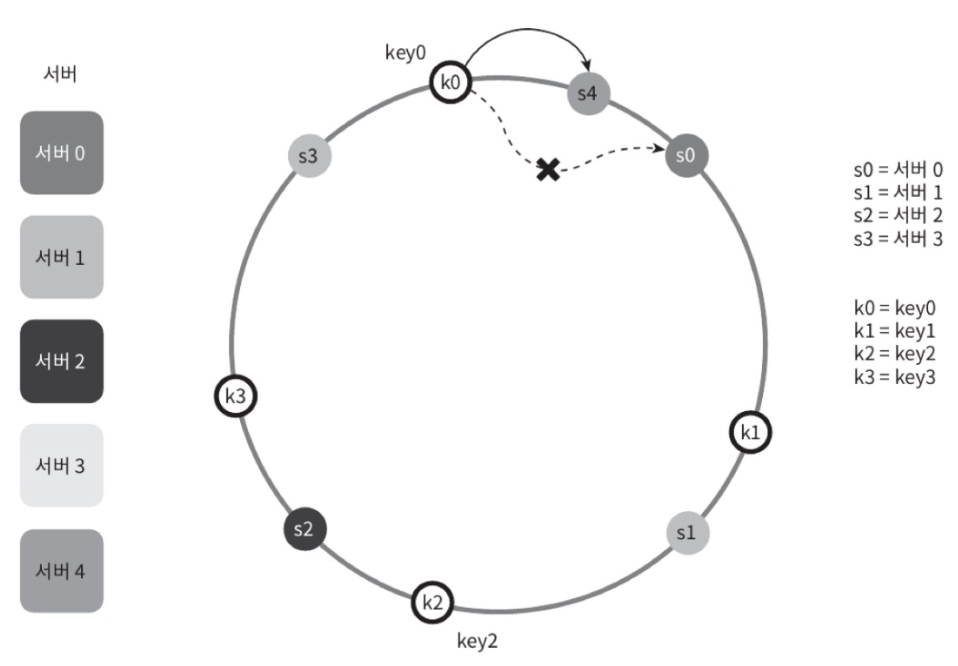 서버
서버 0
서버 1
서버 2
서버 3
서버 4
key0
k0
s4
s3
s0
k3
k1
s2
s1
k2
key2
s0 = 서버 0
s1 = 서버 1
s2 = 서버 2
s3 = 서버 3
k0 = key0
k1 = key1
k2 = key2
k3 = key3